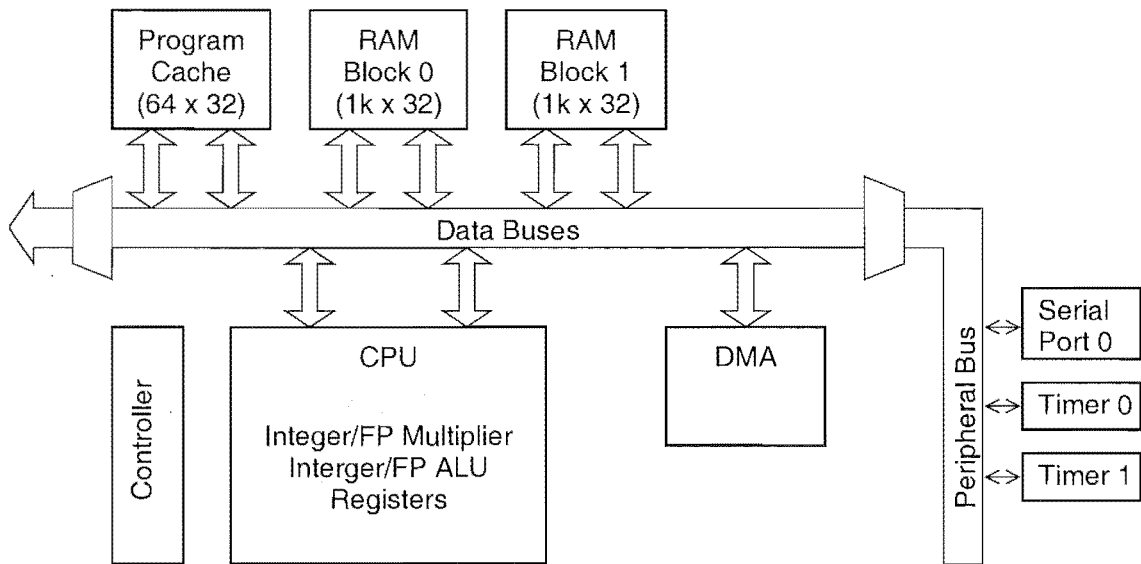 Program
Cache
(64 x 32)
RAM
Block 0
(1k x 32)
RAM
Block 1
(1k x 32)
Data Buses
Controller
CPU
Integer/FP Multiplier
Interger/FP ALU
Registers
DMA
Peripheral Bus
Serial
Port 0
Timer 0
Timer 1